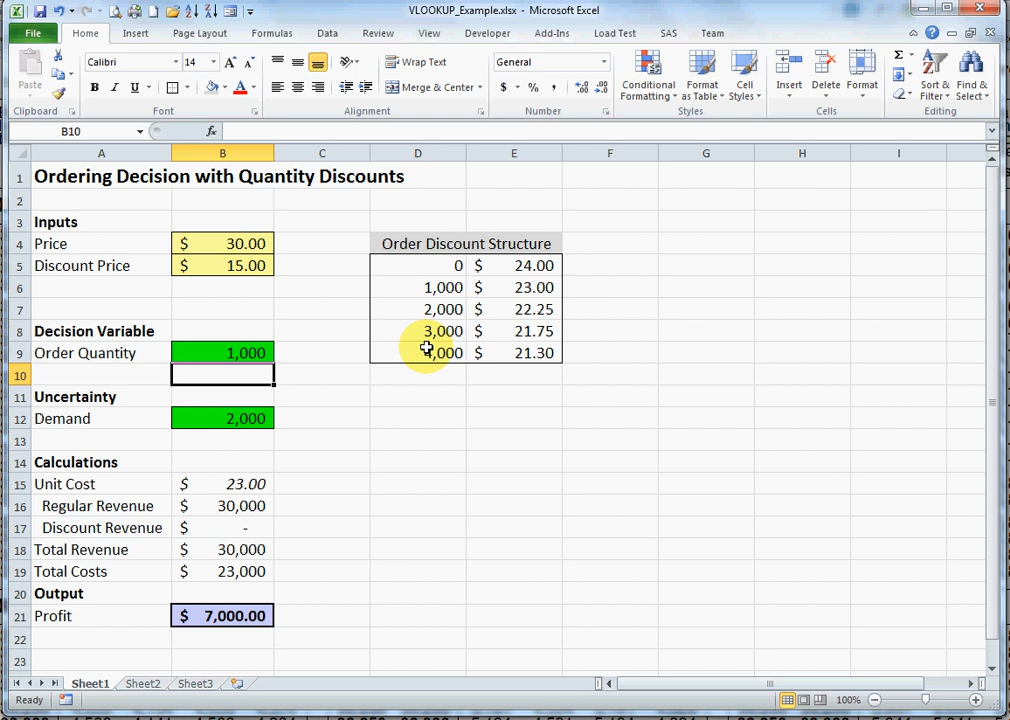 VLOOKUP_Example.xlsx - Microsoft Excel
File Home Insert Page Layout Formulas Data Review View Developer Add-Ins Load Test SAS Team
Calibri 14 Wrap Text General
Paste B I U A Merge & Center $ % , Conditional Formatting Format as Table Cell Styles Insert Delete Format Σ Sort & Filter Find & Select
Clipboard Font Alignment Number Styles Cells Editing
B10 fx
A B C D E F G H I
1 Ordering Decision with Quantity Discounts
2
3 Inputs
4 Price $ 30.00 Order Discount Structure
5 Discount Price $ 15.00 0 $ 24.00
6 1,000 $ 23.00
7 2,000 $ 22.25
8 Decision Variable 3,000 $ 21.75
9 Order Quantity 1,000 4,000 $ 21.30
10
11 Uncertainty
12 Demand 2,000
13
14 Calculations
15 Unit Cost $ 23.00
16 Regular Revenue $ 30,000
17 Discount Revenue $ -
18 Total Revenue $ 30,000
19 Total Costs $ 23,000
20 Output
21 Profit $ 7,000.00
22
23
Sheet1 Sheet2 Sheet3
Ready 100%